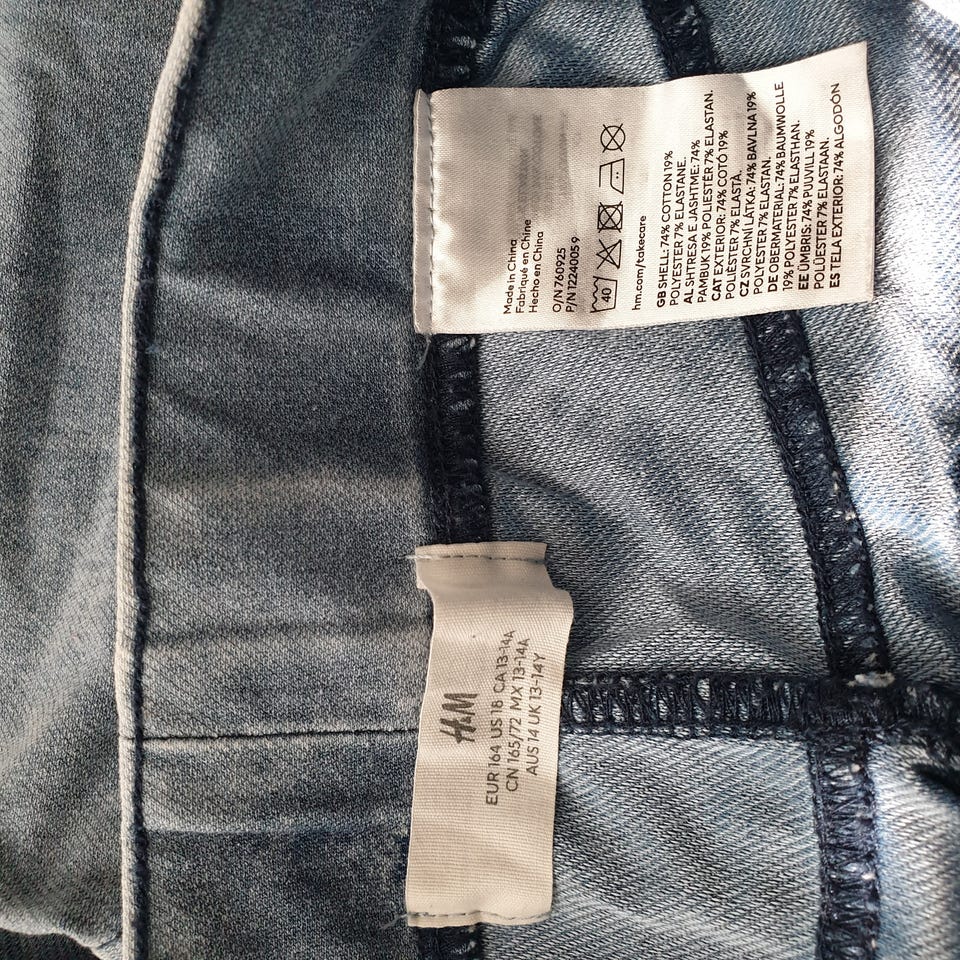 Made in China
Fabriqué en Chine
Hecho en China
O/N 760925
P/N 1224005 9
40
hm.com/takecare
GB SHELL: 74% COTTON 19%
POLYESTER 7% ELASTANE.
AL SHTRESA E JASHTME: 74%
PAMBUK 19% POLIESTER 7% ELASTAN.
CAT EXTERIOR: 74% COTÓ 19%
POLIÈSTER 7% ELASTÀ.
CZ SVRCHNÍ LÁTKA: 74% BAVLNA 19%
POLYESTER 7% ELASTAN.
DE OBERMATERIAL: 74% BAUMWOLLE
19% POLYESTER 7% ELASTHAN.
EE ÜMBRIS: 74% PUUVILL 19%
POLÜESTER 7% ELASTAAN.
ES TELA EXTERIOR: 74% ALGODÓN
H&M
EUR 164 US 18 CA 13-14A
CN 165/72 MX 13-14A
AUS 14 UK 13-14Y